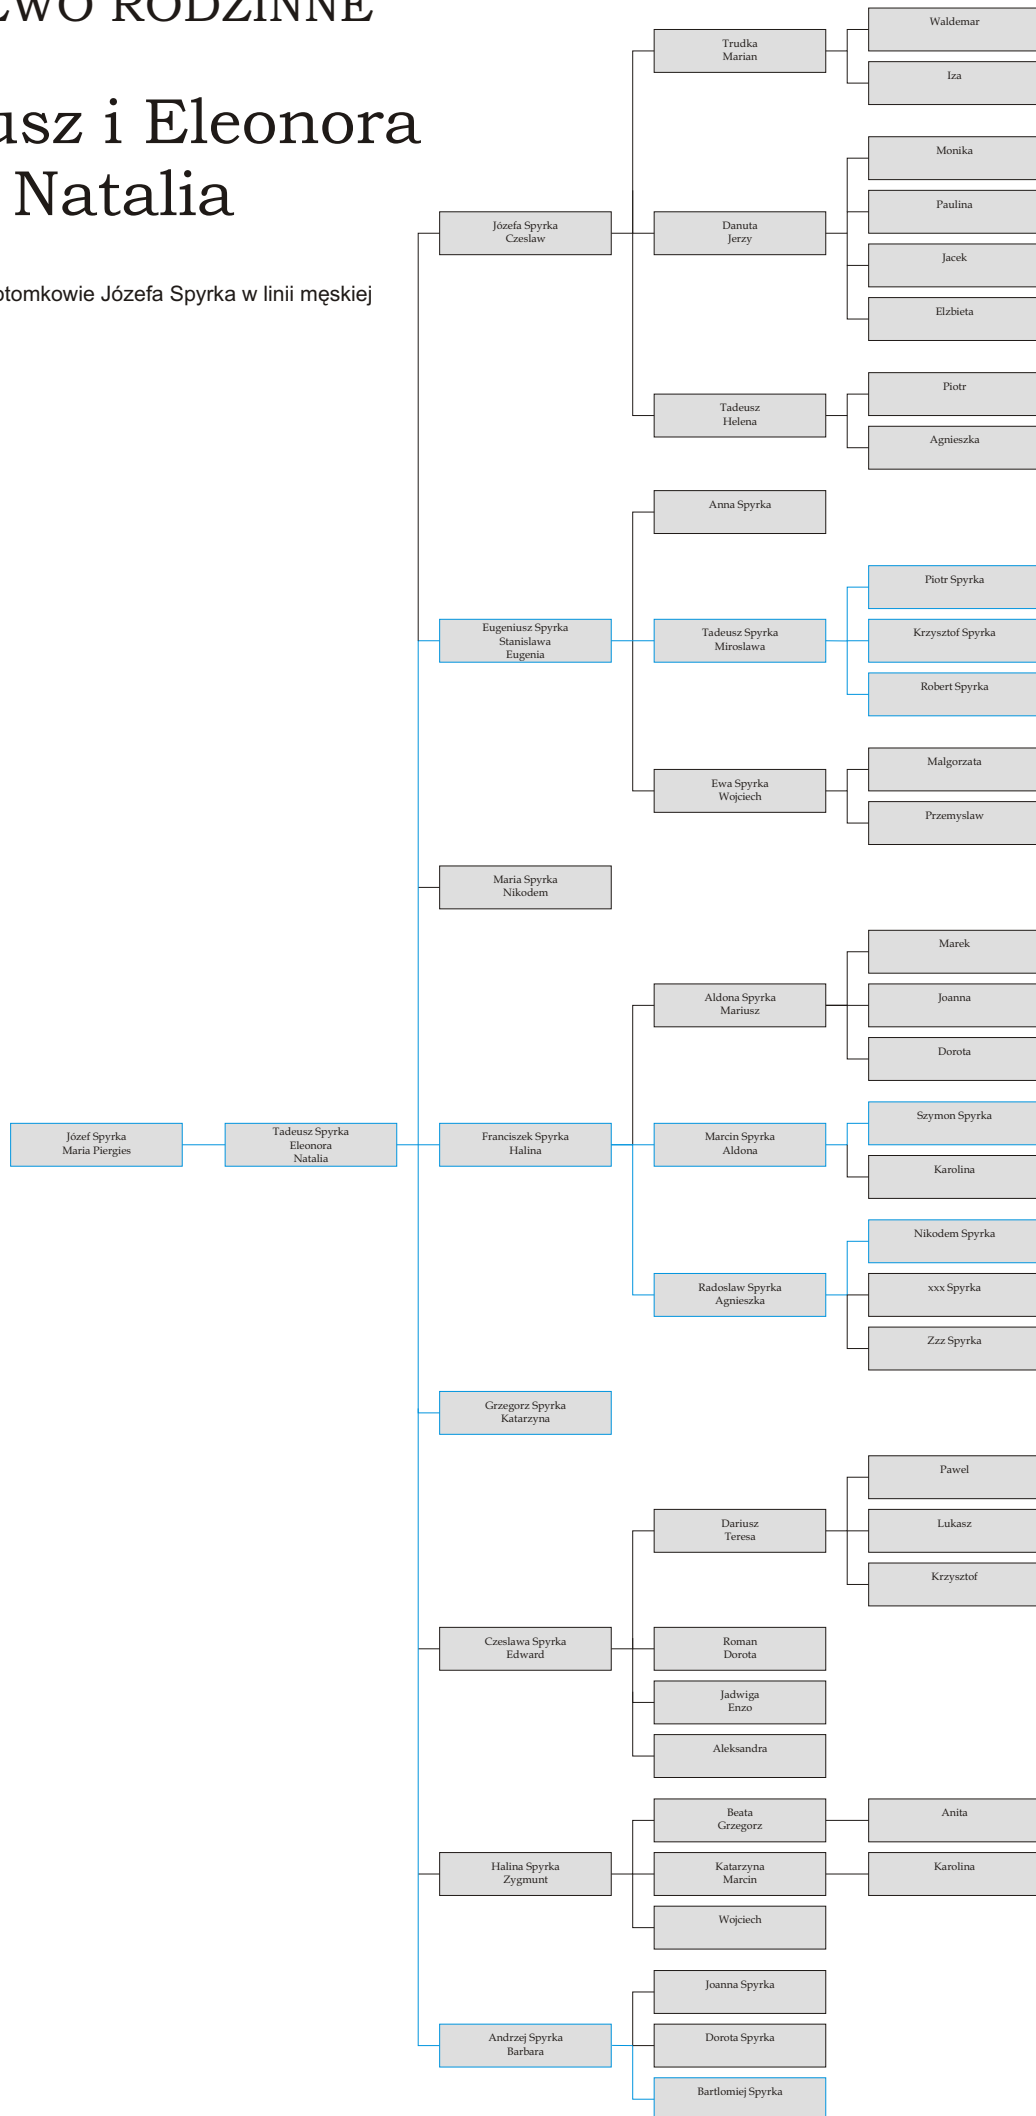 RODZINNE
i Eleonora
Natalia
Józefa Spyrka w linii męskiej
Trudka
Marian
Waldemar
Iza
Józefa Spyrka
Czeslaw
Danuta
Jerzy
Monika
Paulina
Jacek
Elzbieta
Tadeusz
Helena
Piotr
Agnieszka
Anna Spyrka
Eugeniusz Spyrka
Stanislawa
Eugenia
Tadeusz Spyrka
Miroslawa
Piotr Spyrka
Krzysztof Spyrka
Robert Spyrka
Ewa Spyrka
Wojciech
Malgorzata
Przemyslaw
Maria Spyrka
Nikodem
Józef Spyrka
Maria Piergies
Tadeusz Spyrka
Eleonora
Natalia
Franciszek Spyrka
Halina
Aldona Spyrka
Mariusz
Marek
Joanna
Dorota
Marcin Spyrka
Aldona
Szymon Spyrka
Karolina
Radoslaw Spyrka
Agnieszka
Nikodem Spyrka
xxx Spyrka
Zzz Spyrka
Grzegorz Spyrka
Katarzyna
Czeslawa Spyrka
Edward
Dariusz
Teresa
Pawel
Lukasz
Krzysztof
Roman
Dorota
Jadwiga
Enzo
Aleksandra
Halina Spyrka
Zygmunt
Beata
Grzegorz
Anita
Katarzyna
Marcin
Karolina
Wojciech
Andrzej Spyrka
Barbara
Joanna Spyrka
Dorota Spyrka
Bartlomiej Spyrka